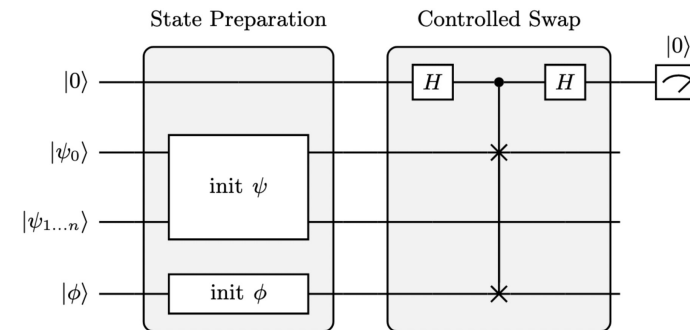 State Preparation
Controlled Swap
|0⟩
|0⟩
H
H
|ψ₀⟩
init ψ
|ψ₁…ₙ⟩
|ϕ⟩
init ϕ